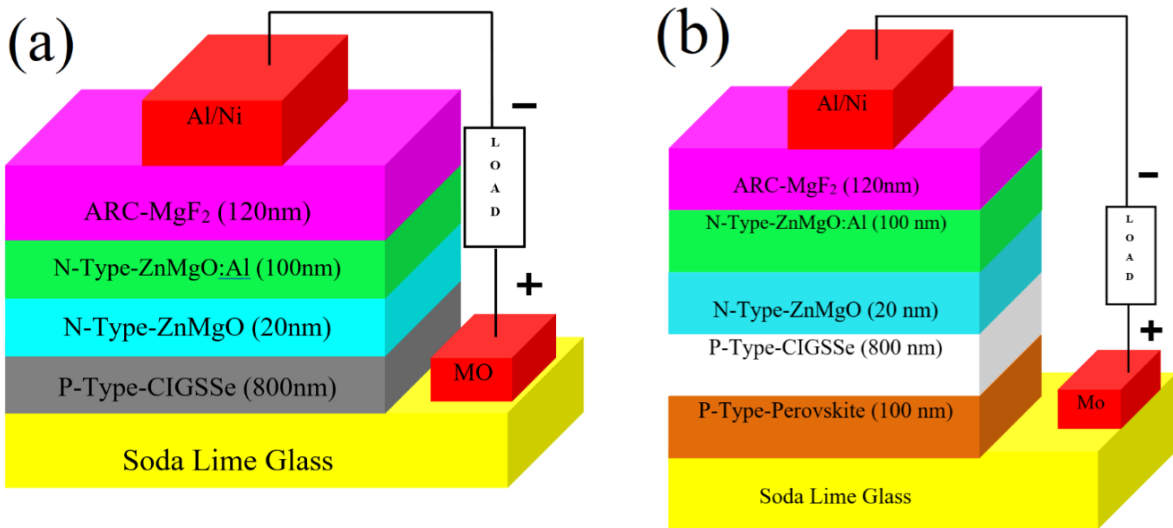 (a)
Al/Ni
−
LOAD
ARC-MgF₂ (120nm)
N-Type-ZnMgO:Al (100nm)
+
N-Type-ZnMgO (20nm)
P-Type-CIGSSe (800nm)
MO
Soda Lime Glass
(b)
Al/Ni
−
LOAD
ARC-MgF₂ (120nm)
N-Type-ZnMgO:Al (100 nm)
N-Type-ZnMgO (20 nm)
+
P-Type-CIGSSe (800 nm)
P-Type-Perovskite (100 nm)
Mo
Soda Lime Glass